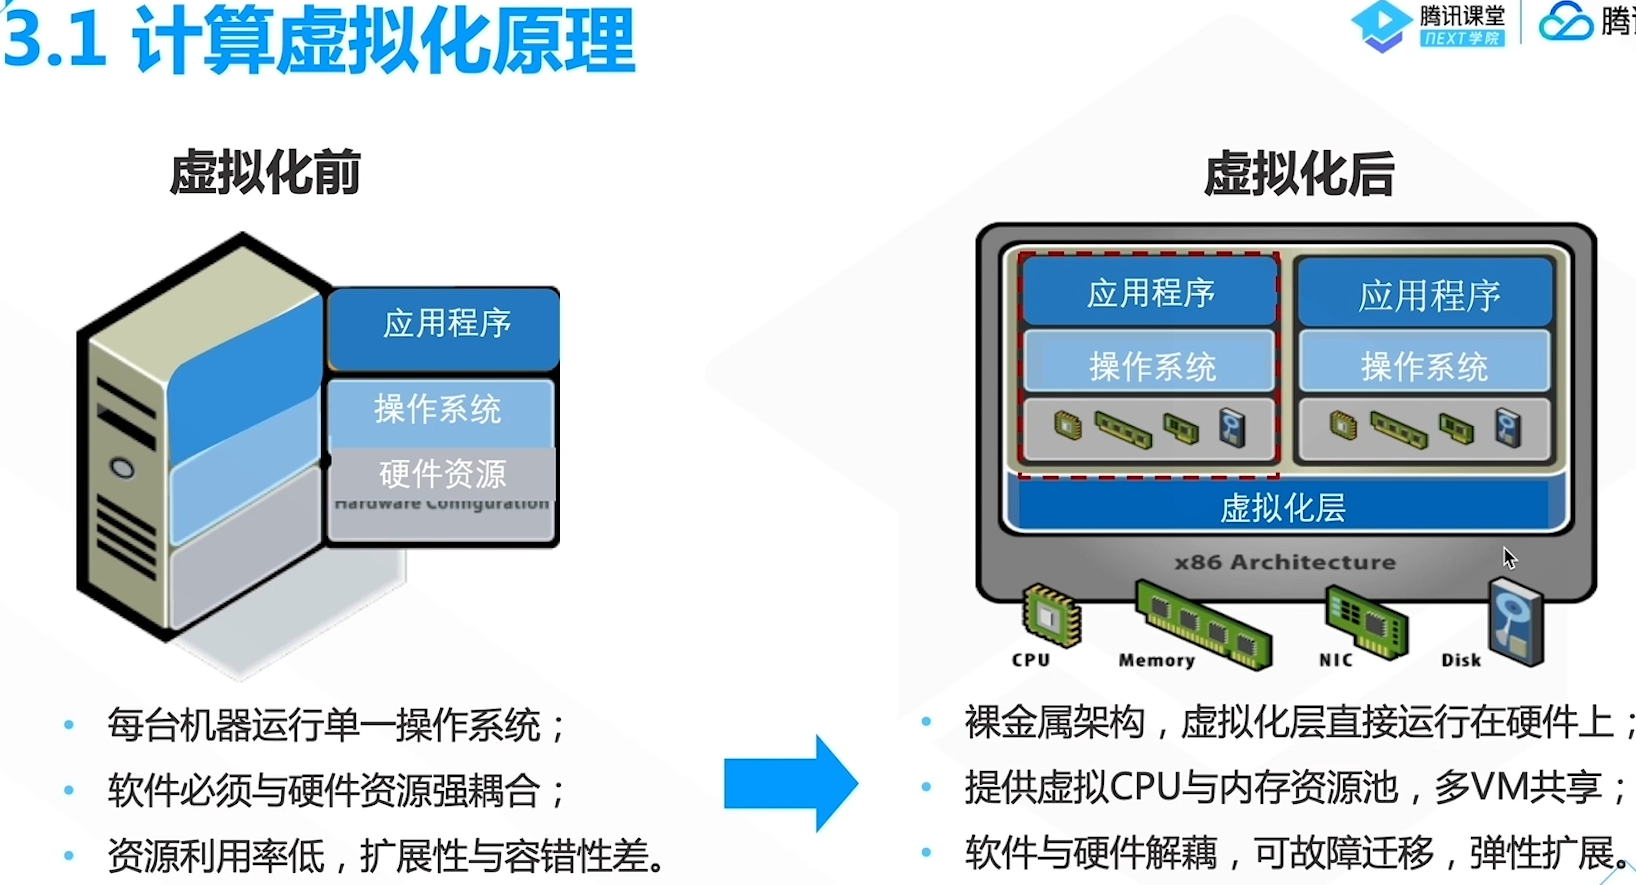 3.1 计算虚拟化原理
腾讯课堂
NEXT学院
腾讯
虚拟化前
虚拟化后
应用程序
操作系统
硬件资源
Hardware Configuration
应用程序
操作系统
应用程序
操作系统
虚拟化层
x86 Architecture
CPU
Memory
NIC
Disk
每台机器运行单一操作系统；
软件必须与硬件资源强耦合；
资源利用率低，扩展性与容错性差。
裸金属架构，虚拟化层直接运行在硬件上；
提供虚拟CPU与内存资源池，多VM共享；
软件与硬件解藕，可故障迁移，弹性扩展。